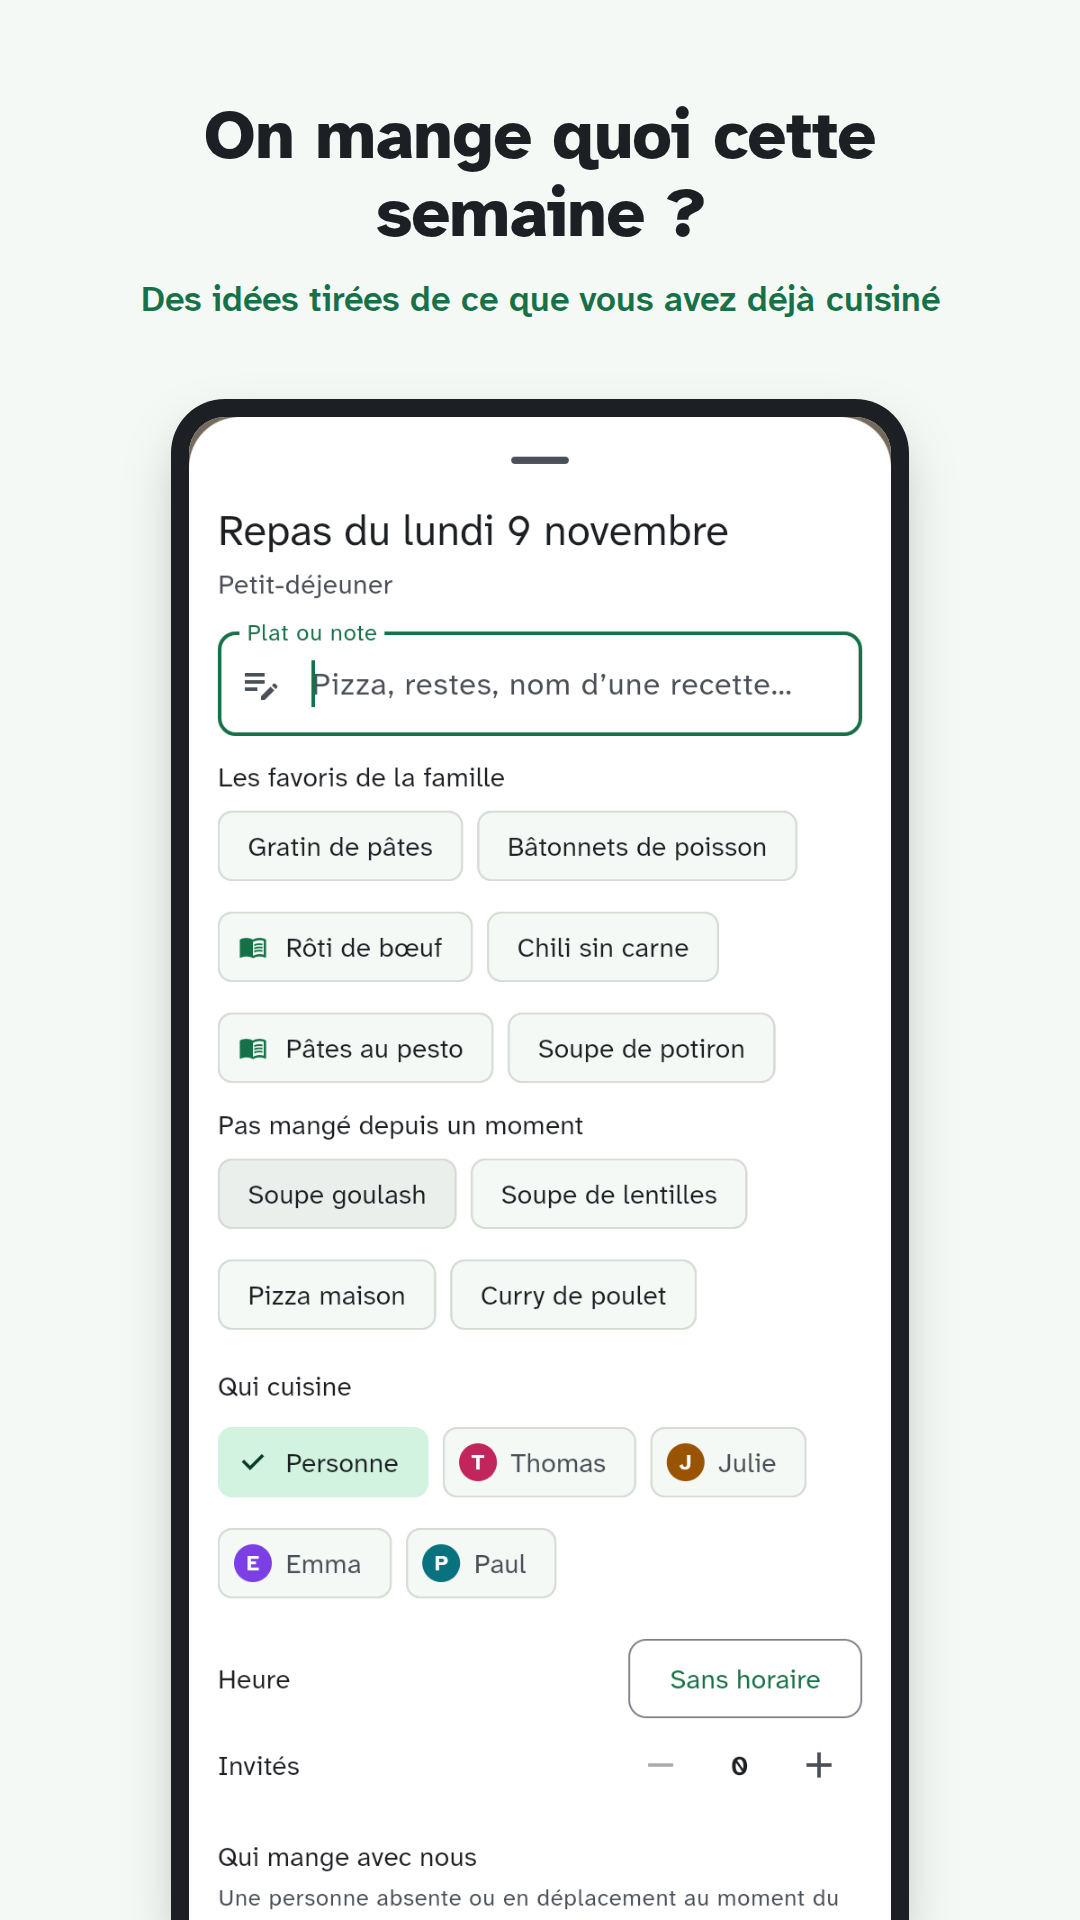 On mange quoi cette
semaine ?
Des idées tirées de ce que vous avez déjà cuisiné
Repas du lundi 9 novembre
Petit-déjeuner
Plat ou note
Pizza, restes, nom d’une recette…
Les favoris de la famille
Gratin de pâtes
Bâtonnets de poisson
Rôti de bœuf
Chili sin carne
Pâtes au pesto
Soupe de potiron
Pas mangé depuis un moment
Soupe goulash
Soupe de lentilles
Pizza maison
Curry de poulet
Qui cuisine
Personne
T Thomas
J Julie
E Emma
P Paul
Heure
Sans horaire
Invités
0
Qui mange avec nous
Une personne absente ou en déplacement au moment du